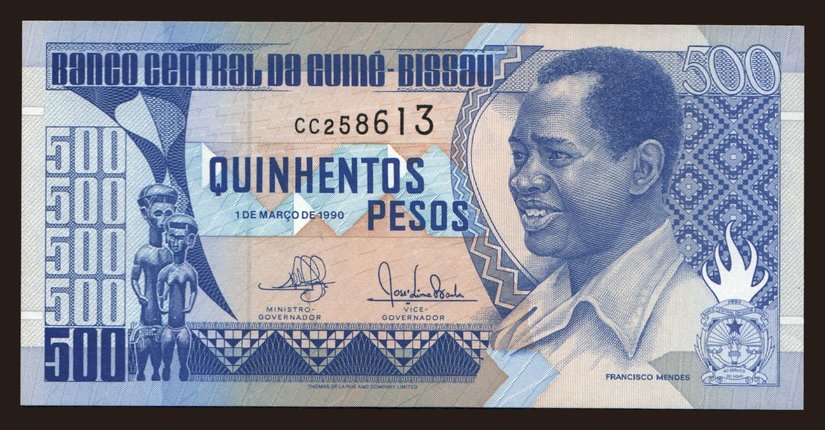 BANCO CENTRAL DA GUINÉ-BISSAU
500
CC258613
500
500
500
500
500
QUINHENTOS
PESOS
1 DE MARÇO DE 1990
MINISTRO-
GOVERNADOR
VICE-
GOVERNADOR
FRANCISCO MENDES
THOMAS DE LA RUE AND COMPANY, LIMITED